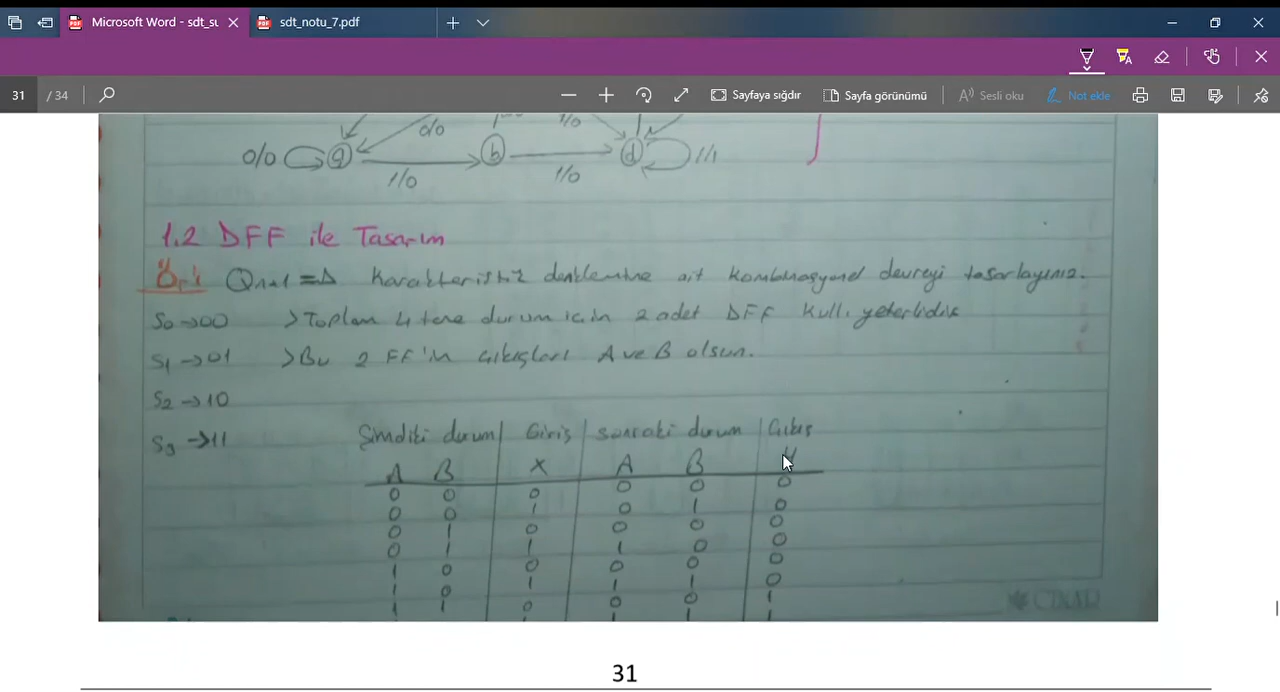 Microsoft Word - sdt_su
sdt_notu_7.pdf
31 / 34
Sayfaya sığdır
Sayfa görünümü
Sesli oku
Not ekle
0/0
1/0
0/0 a b d 1/1
1/0 1/0
1.2 DFF ile Tasarım
Ör: Qn+1 = D karakteristik denklemine ait kombinasyonel devreyi tasarlayınız.
S0 → 00 > Toplam 4 tane durum için 2 adet DFF kull. yeterlidir
S1 → 01 > Bu 2 FF'in çıkışları A ve B olsun.
S2 → 10
S3 → 11
Şimdiki durum Giriş sonraki durum Çıkış
A B X A B
0 0 0 0 0 0
0 0 1 0 1 0
0 1 0 0 0 0
0 1 1 1 0 0
1 0 0 0 0 0
1 0 1 1 1 0
1 1 0 0 0 1
31